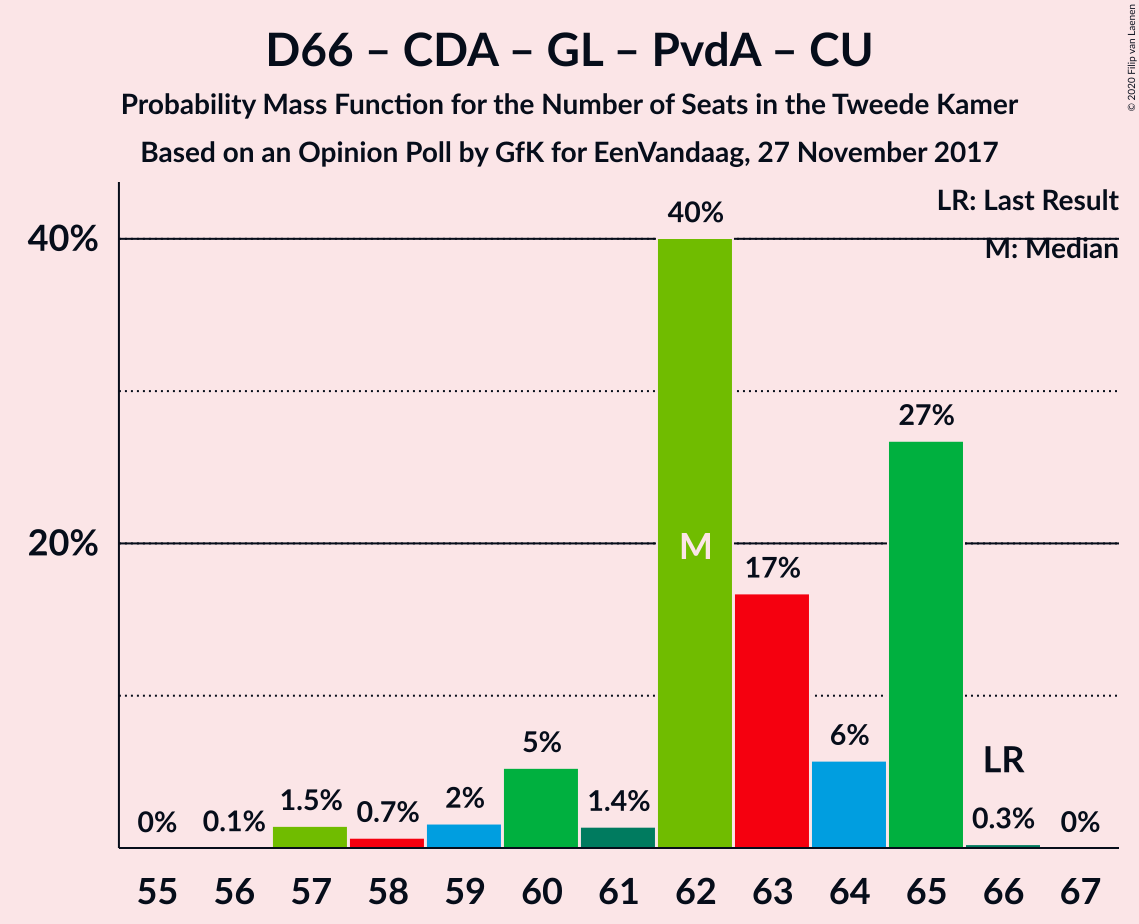 D66 – CDA – GL – PvdA – CU
Probability Mass Function for the Number of Seats in the Tweede Kamer
Based on an Opinion Poll by GfK for EenVandaag, 27 November 2017
© 2020 Filip van Laenen
LR: Last Result
M: Median
40%
20%
0%
0.1%
1.5%
0.7%
2%
5%
1.4%
40%
M
17%
6%
27%
LR
0.3%
0%
55 56 57 58 59 60 61 62 63 64 65 66 67